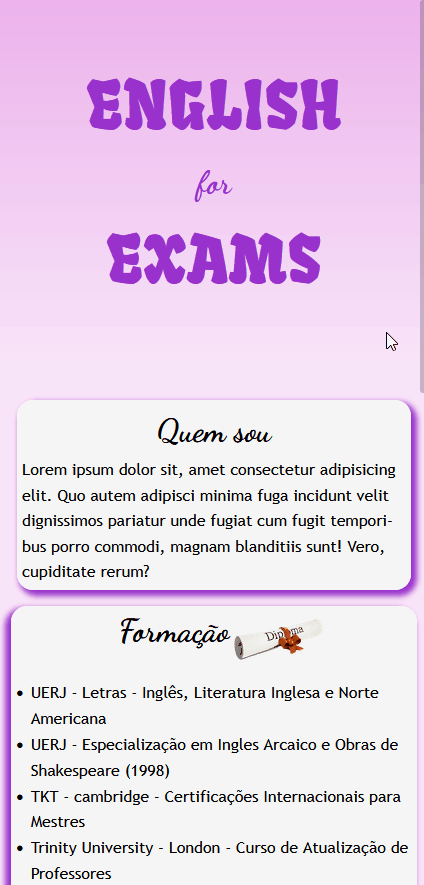 ENGLISH
for
EXAMS
Quem sou
Lorem ipsum dolor sit, amet consectetur adipisicing
elit. Quo autem adipisci minima fuga incidunt velit
dignissimos pariatur unde fugiat cum fugit tempori-
bus porro commodi, magnam blanditiis sunt! Vero,
cupiditate rerum?
Formação
Diploma
• UERJ - Letras - Inglês, Literatura Inglesa e Norte
Americana
• UERJ - Especialização em Ingles Arcaico e Obras de
Shakespeare (1998)
• TKT - cambridge - Certificações Internacionais para
Mestres
• Trinity University - London - Curso de Atualização de
Professores